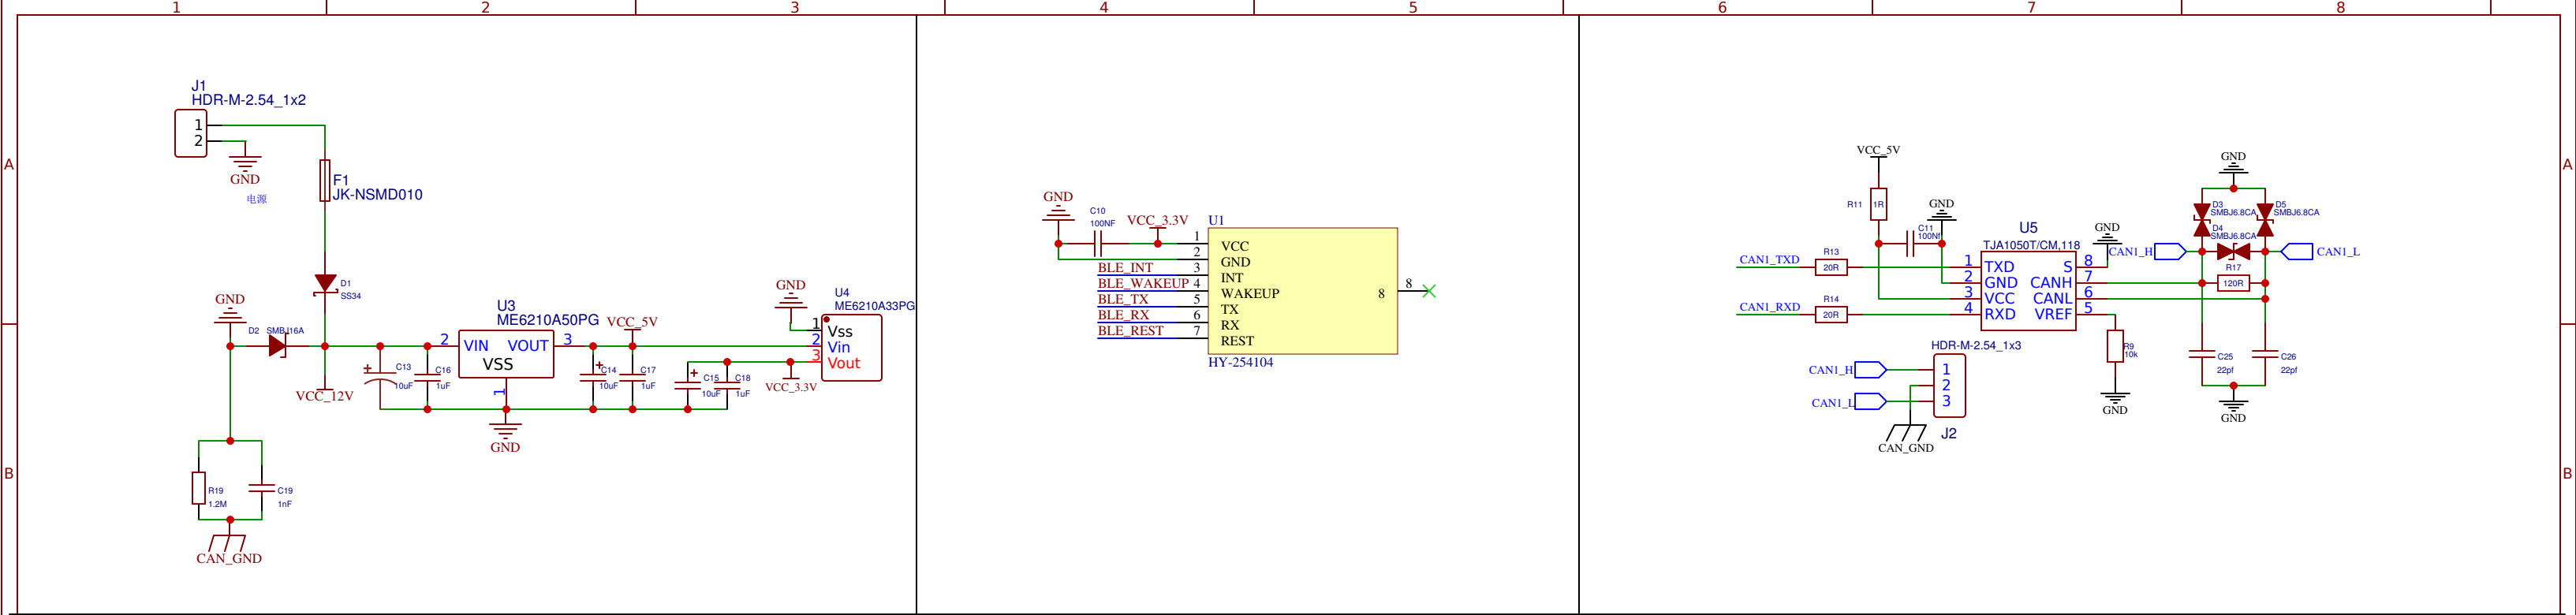 1
2
3
4
5
6
7
8
A
B
A
B
J1
HDR-M-2.54_1x2
1
2
GND
电源
F1
JK-NSMD010
D1
SS34
GND
D2 SMBJ16A
VCC_12V
C13
10uF
C16
1uF
U3
ME6210A50PG
2
VIN
VOUT
3
VSS
1
GND
VCC_5V
C14
10uF
C17
1uF
C15
10uF
C18
1uF
GND
VCC_3.3V
U4
ME6210A33PG
1
Vss
2
Vin
3
Vout
R19
1.2M
C19
1nF
CAN_GND
GND
C10
100NF
VCC_3.3V
U1
1
VCC
2
GND
BLE_INT
3
INT
BLE_WAKEUP
4
WAKEUP
BLE_TX
5
TX
BLE_RX
6
RX
BLE_REST
7
REST
8
8
HY-254104
VCC_5V
R11
1R
GND
C11
100Nf
U5
TJA1050T/CM,118
CAN1_TXD
R13
20R
CAN1_RXD
R14
20R
1
TXD
2
GND
3
VCC
4
RXD
S
8
CANH
7
CANL
6
VREF
5
GND
R9
10k
GND
GND
D3
SMBJ6.8CA
D5
SMBJ6.8CA
D4
SMBJ6.8CA
CAN1_H
CAN1_L
R17
120R
C25
22pf
C26
22pf
GND
HDR-M-2.54_1x3
CAN1_H
1
2
CAN1_L
3
J2
CAN_GND